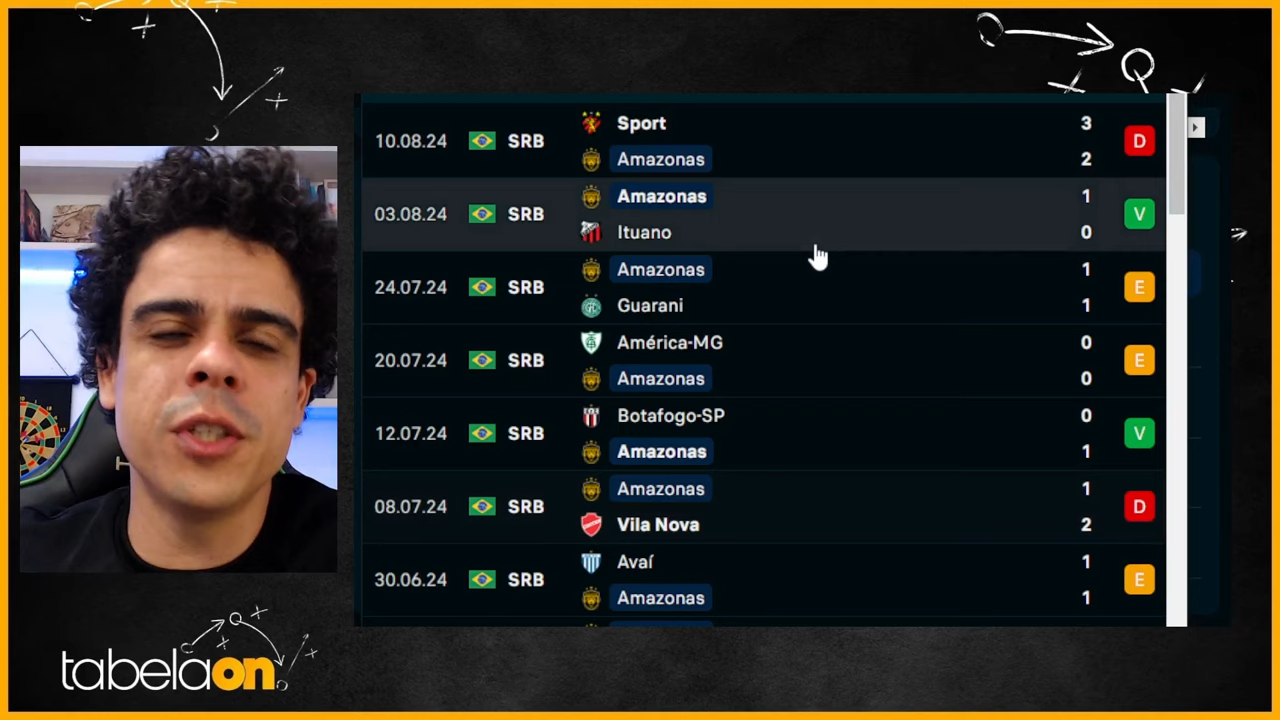 10.08.24 SRB Sport 3 D
Amazonas 2
03.08.24 SRB Amazonas 1 V
Ituano 0
24.07.24 SRB Amazonas 1 E
Guarani 1
20.07.24 SRB América-MG 0 E
Amazonas 0
12.07.24 SRB Botafogo-SP 0 V
Amazonas 1
08.07.24 SRB Amazonas 1 D
Vila Nova 2
30.06.24 SRB Avaí 1 E
Amazonas 1
tabelaon